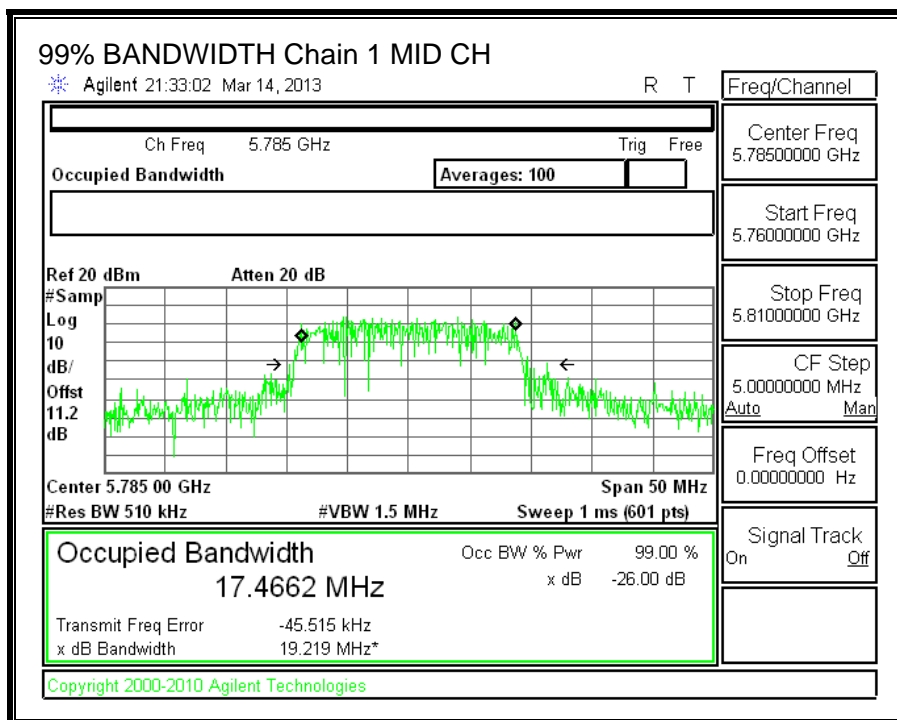 99% BANDWIDTH Chain 1 MID CH
Agilent 21:33:02 Mar 14, 2013 R T
Freq/Channel
Ch Freq 5.785 GHz Trig Free
Occupied Bandwidth Averages: 100
Center Freq
5.78500000 GHz
Start Freq
5.76000000 GHz
Stop Freq
5.81000000 GHz
CF Step
5.00000000 MHz
Auto Man
Freq Offset
0.00000000 Hz
Signal Track
On Off
Ref 20 dBm Atten 20 dB
#Samp
Log
10
dB/
Offst
11.2
dB
Center 5.785 00 GHz Span 50 MHz
#Res BW 510 kHz #VBW 1.5 MHz Sweep 1 ms (601 pts)
Occupied Bandwidth Occ BW % Pwr 99.00 %
17.4662 MHz x dB -26.00 dB
Transmit Freq Error -45.515 kHz
x dB Bandwidth 19.219 MHz*
Copyright 2000-2010 Agilent Technologies